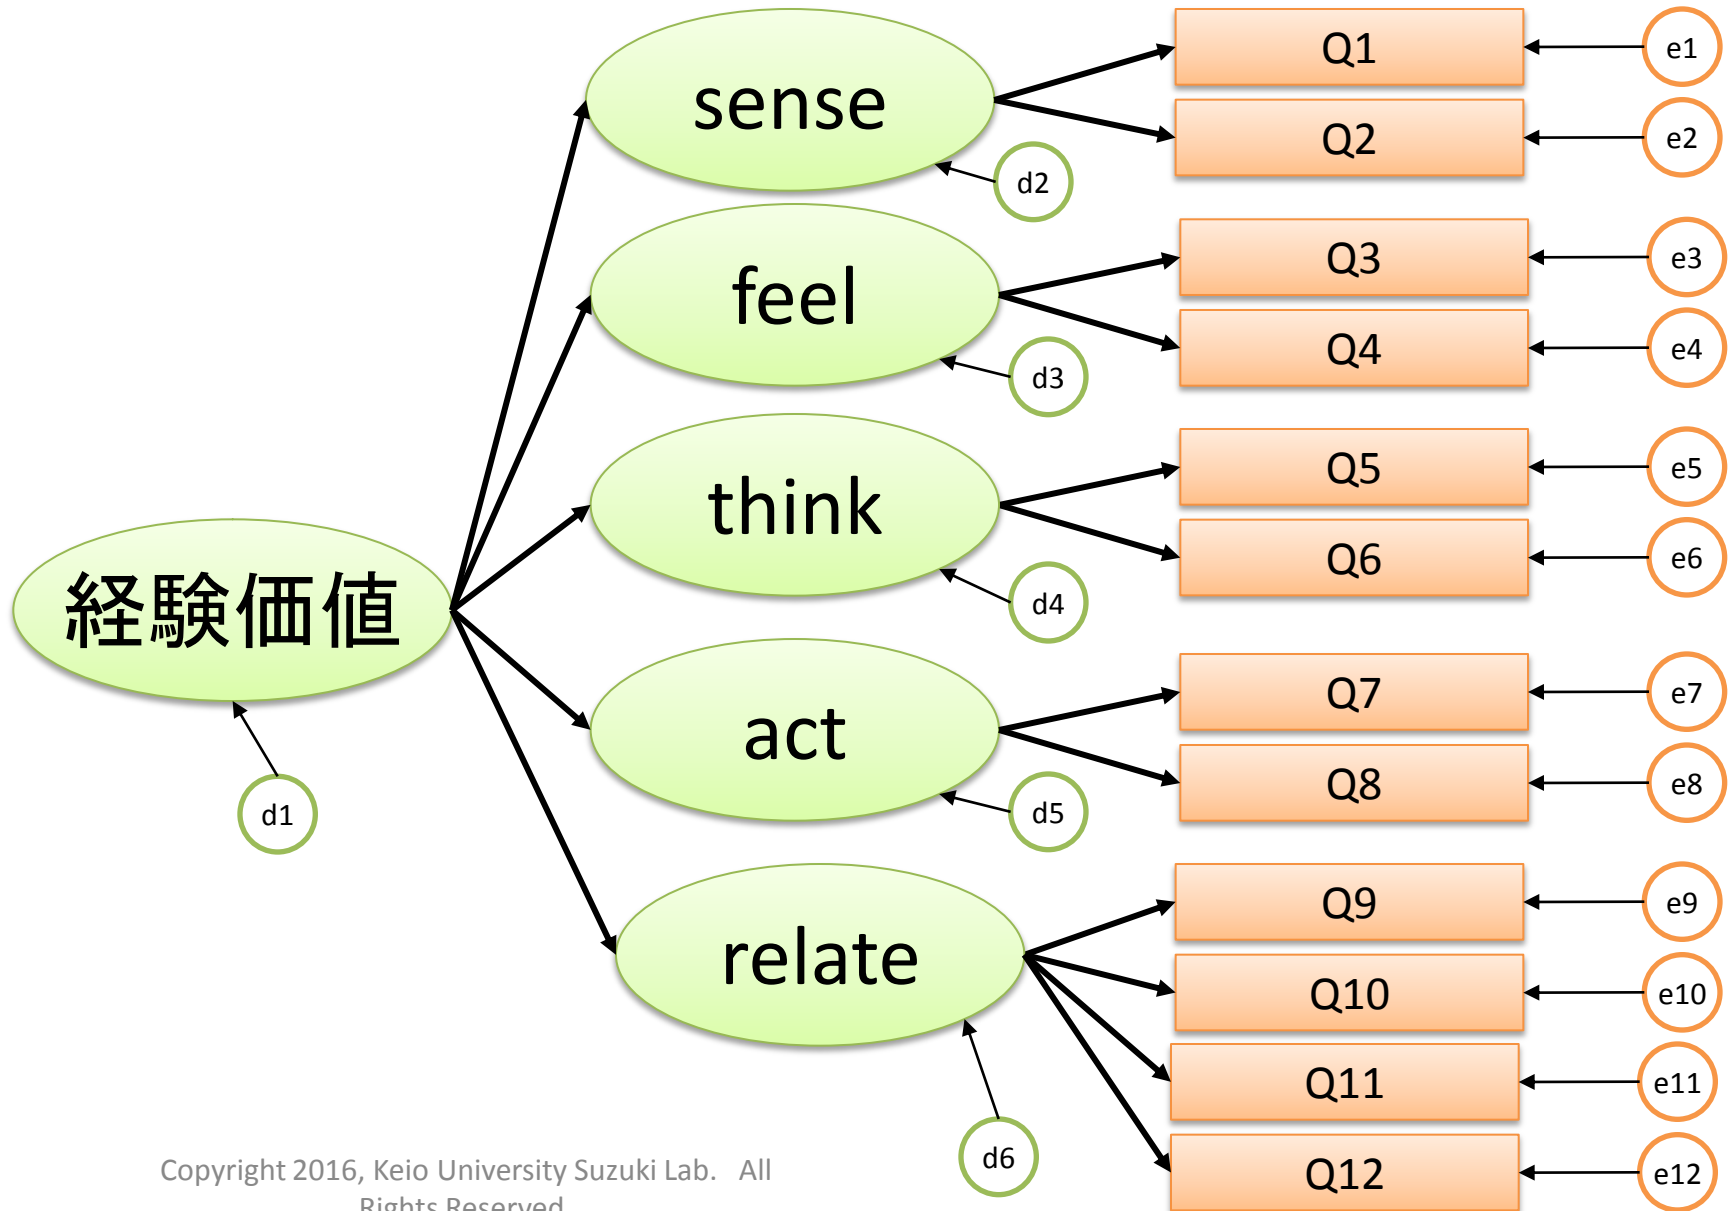 sense
Q1
e1
Q2
e2
d2
feel
Q3
e3
Q4
e4
d3
think
Q5
e5
Q6
e6
d4
経験価値
d1
act
Q7
e7
Q8
e8
d5
relate
Q9
e9
Q10
e10
Q11
e11
Q12
e12
d6
Copyright 2016, Keio University Suzuki Lab. All
Rights Reserved